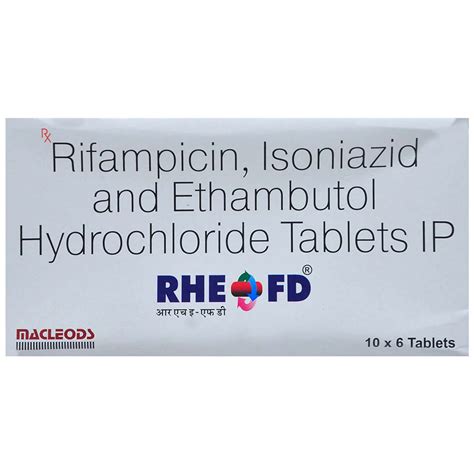 Rx
Rifampicin, Isoniazid
and Ethambutol
Hydrochloride Tablets IP
RHE FD®
आर एच इ-एफ डी
MACLEODS
10 x 6 Tablets